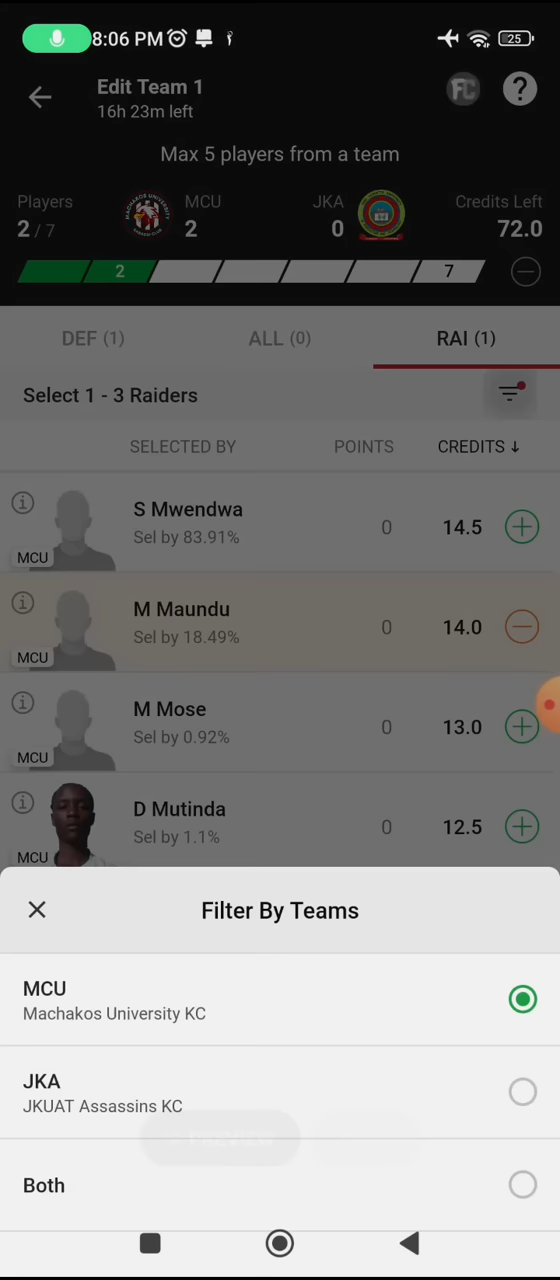 8:06 PM
25
Edit Team 1
16h 23m left
FC
?
Max 5 players from a team
Players
2 / 7
MCU
2
JKA
0
Credits Left
72.0
2
7
DEF (1)
ALL (0)
RAI (1)
Select 1 - 3 Raiders
SELECTED BY
POINTS
CREDITS ↓
S Mwendwa
Sel by 83.91%
0
14.5
MCU
M Maundu
Sel by 18.49%
0
14.0
MCU
M Mose
Sel by 0.92%
0
13.0
MCU
D Mutinda
Sel by 1.1%
0
12.5
MCU
Filter By Teams
MCU
Machakos University KC
JKA
JKUAT Assassins KC
PREVIEW
Both